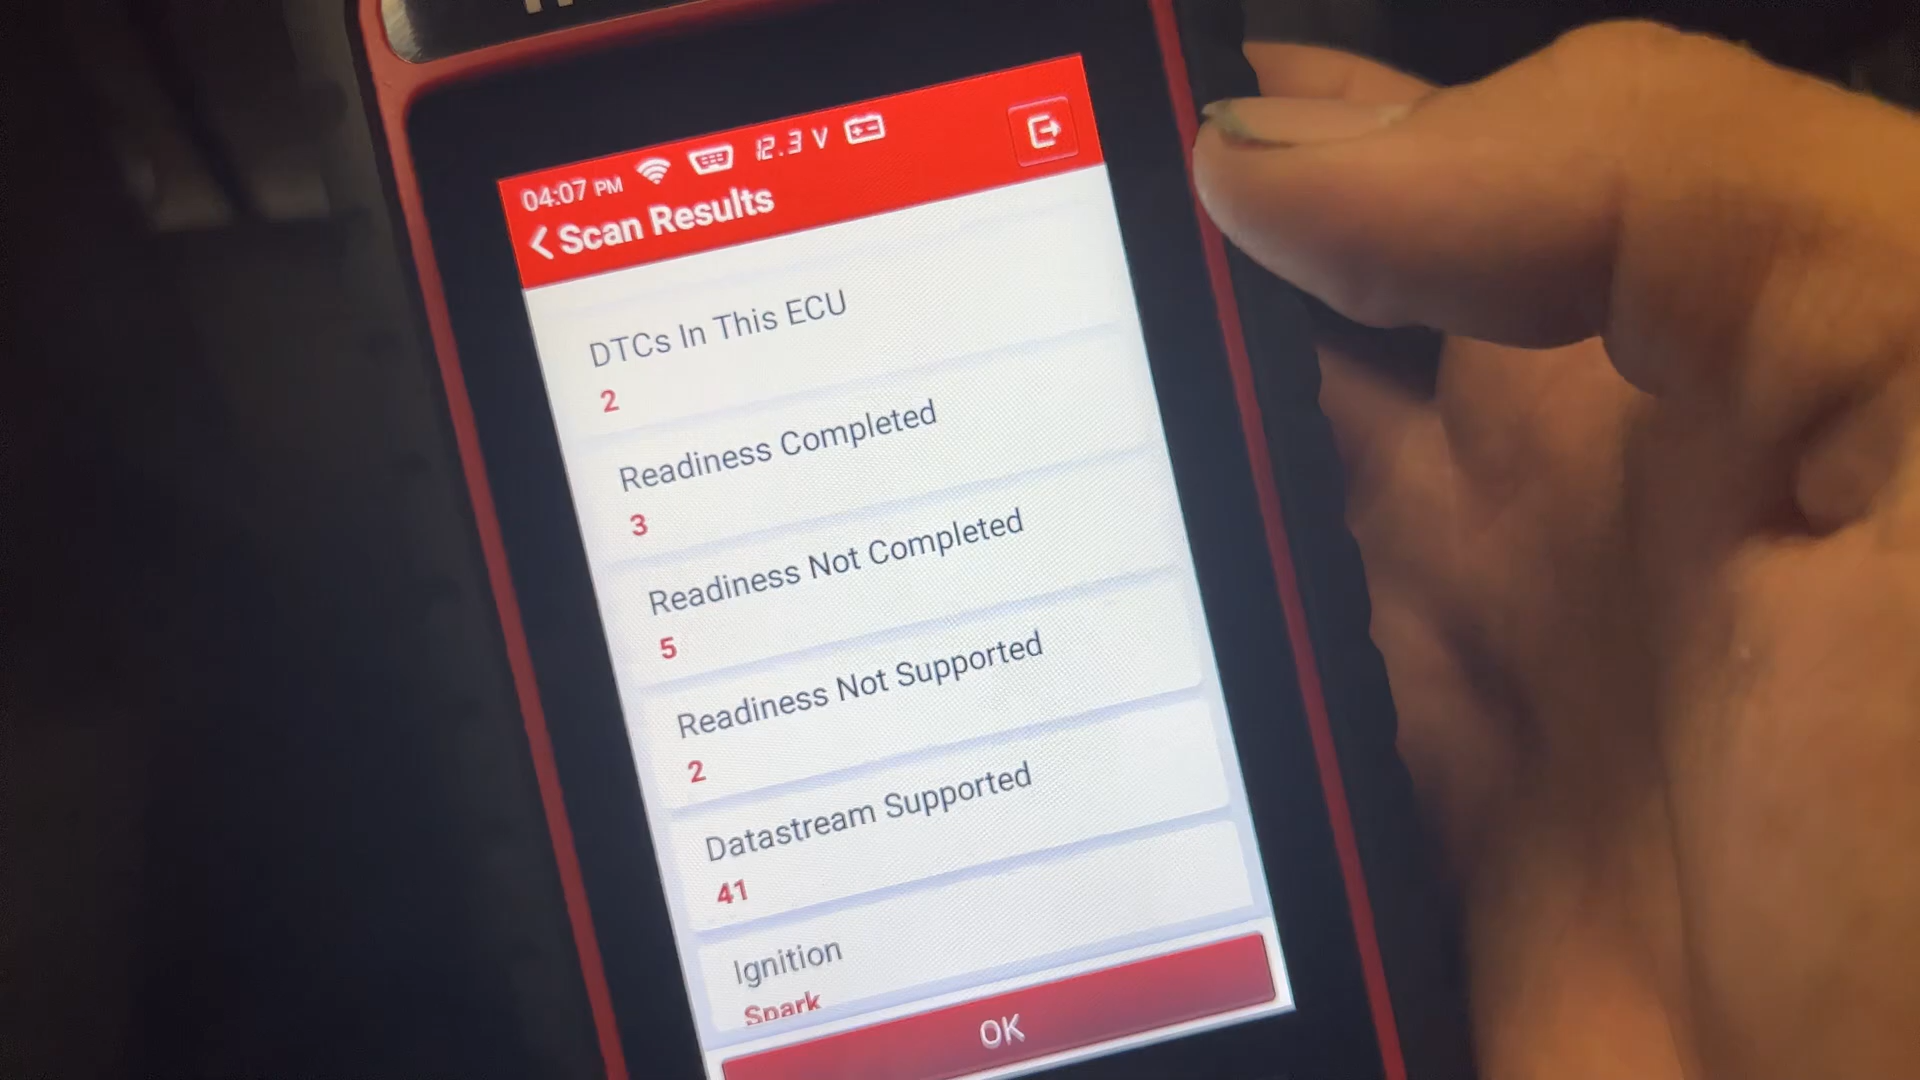 04:07 PM 12.3 V
Scan Results
DTCs In This ECU
2
Readiness Completed
3
Readiness Not Completed
5
Readiness Not Supported
2
Datastream Supported
41
Ignition
Spark
OK